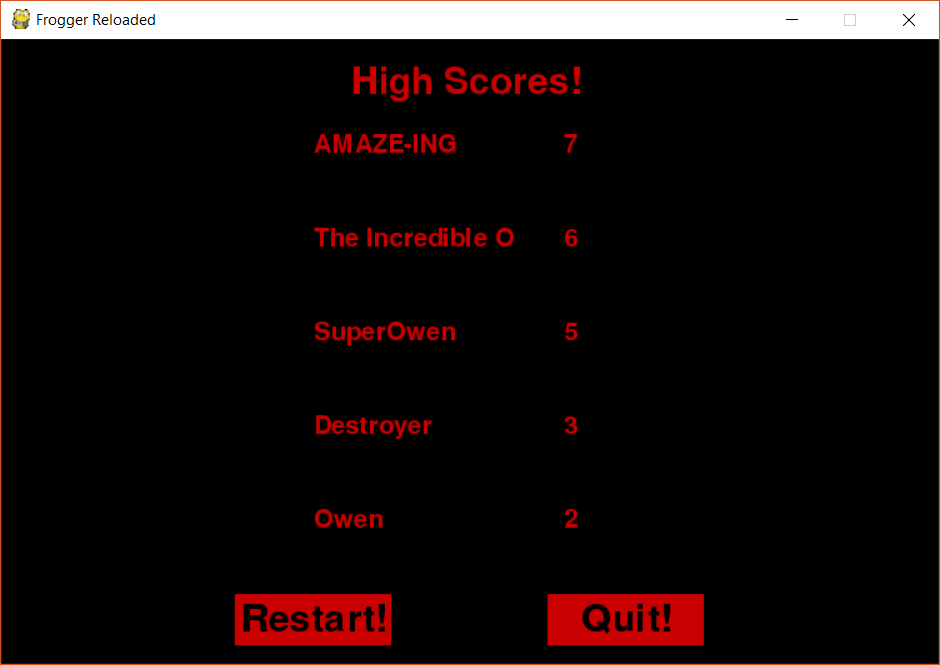 Frogger Reloaded
High Scores!
AMAZE-ING 7
The Incredible O 6
SuperOwen 5
Destroyer 3
Owen 2
Restart! Quit!